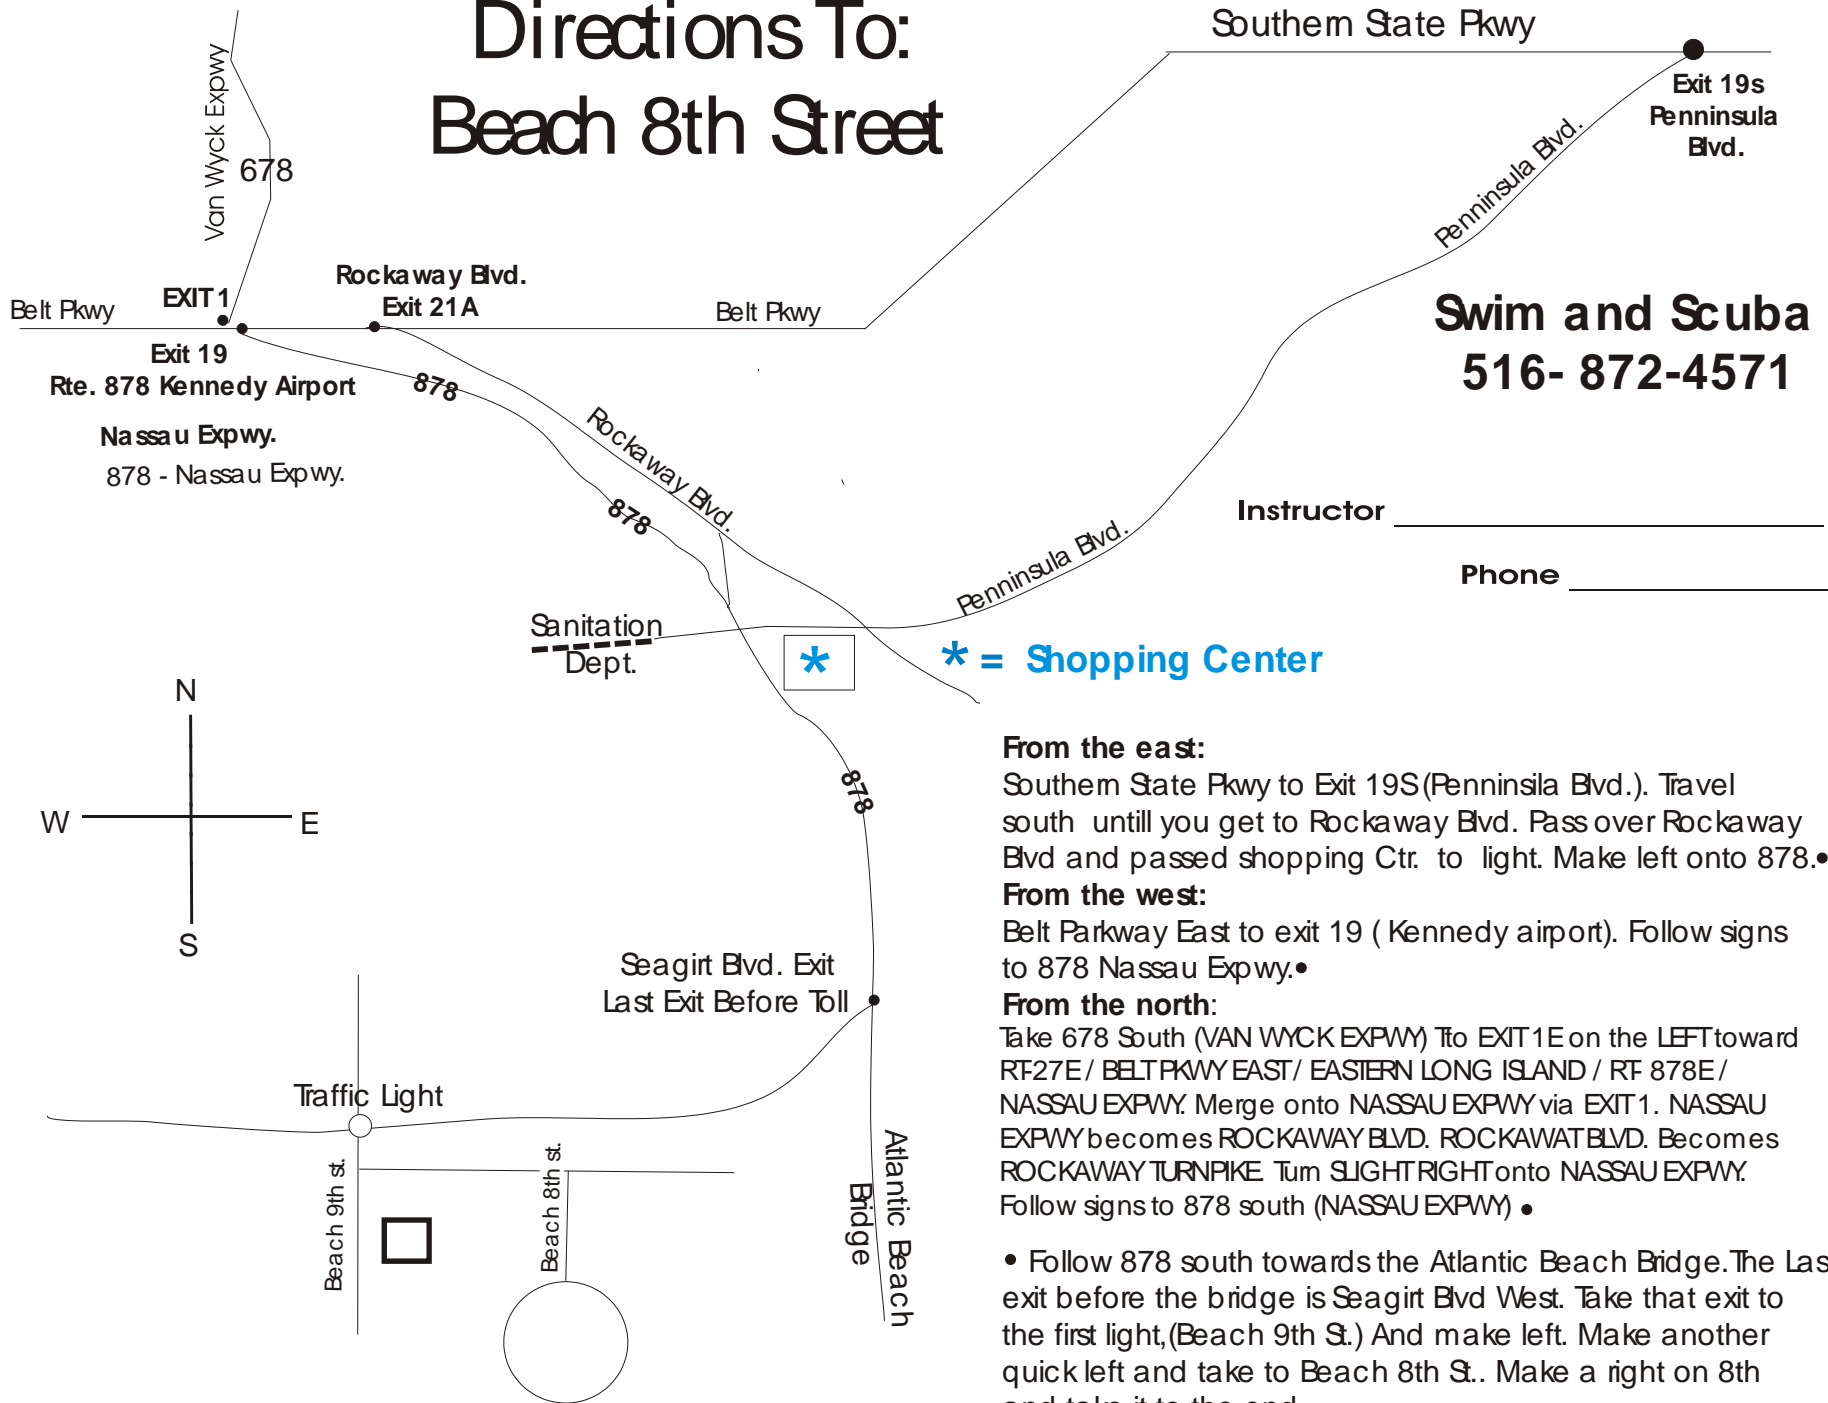 Directions To:
Beach 8th Street
Southern State Pkwy
Exit 19s
Penninsula
Blvd.
Van Wyck Expwy
678
Penninsula Blvd.
Belt Pkwy
EXIT 1
Rockaway Blvd.
Exit 21A
Belt Pkwy
Exit 19
Rte. 878 Kennedy Airport
Nassau Expwy.
878 - Nassau Expwy.
878
Rockaway Blvd.
878
Swim and Scuba
516- 872-4571
Instructor
Phone
Penninsula Blvd.
Sanitation
Dept.
*
* = Shopping Center
N
W
E
S
878
From the east:
Southern State Pkwy to Exit 19S (Penninsila Blvd.). Travel
south untill you get to Rockaway Blvd. Pass over Rockaway
Blvd and passed shopping Ctr. to light. Make left onto 878.•
From the west:
Belt Parkway East to exit 19 ( Kennedy airport). Follow signs
to 878 Nassau Expwy.•
From the north:
Take 678 South (VAN WYCK EXPWY) Tto EXIT 1E on the LEFT toward
RT-27E / BELT PKWY EAST / EASTERN LONG ISLAND / RT- 878E /
NASSAU EXPWY. Merge onto NASSAU EXPWY via EXIT 1. NASSAU
EXPWY becomes ROCKAWAY BLVD. ROCKAWAT BLVD. Becomes
ROCKAWAY TURNPIKE. Turn SLIGHT RIGHT onto NASSAU EXPWY.
Follow signs to 878 south (NASSAU EXPWY) •
• Follow 878 south towards the Atlantic Beach Bridge. The Las
exit before the bridge is Seagirt Blvd West. Take that exit to
the first light,(Beach 9th St.) And make left. Make another
quick left and take to Beach 8th St.. Make a right on 8th
and take it to the end
Seagirt Blvd. Exit
Last Exit Before Toll
Traffic Light
Beach 9th st.
Beach 8th st.
Atlantic Beach
Bridge